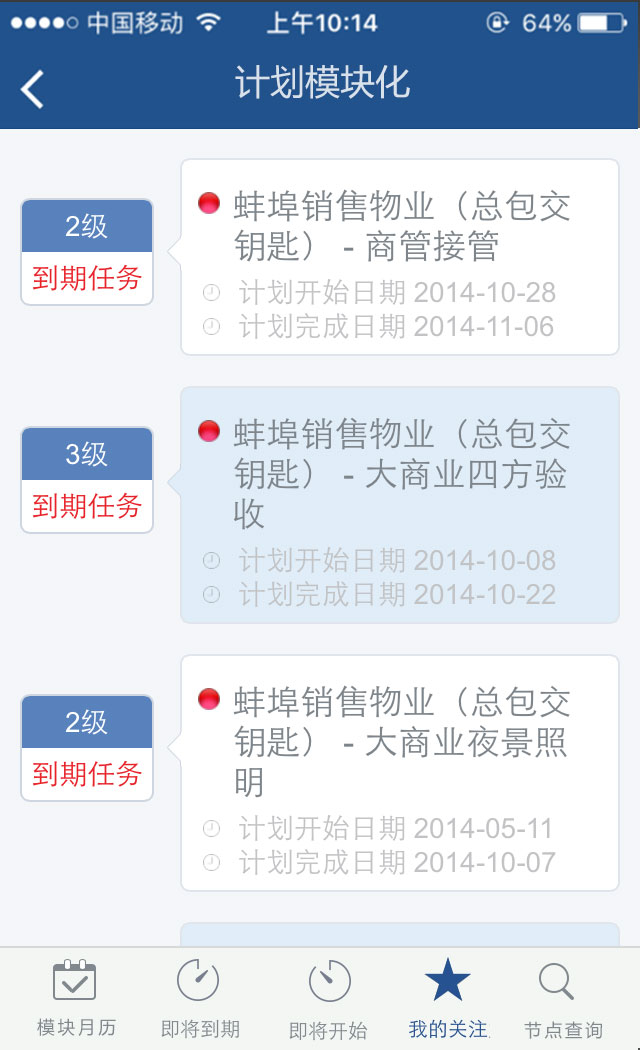 中国移动 上午10:14 64%
计划模块化
2级
到期任务
蚌埠销售物业（总包交
钥匙） - 商管接管
计划开始日期 2014-10-28
计划完成日期 2014-11-06
3级
到期任务
蚌埠销售物业（总包交
钥匙） - 大商业四方验
收
计划开始日期 2014-10-08
计划完成日期 2014-10-22
2级
到期任务
蚌埠销售物业（总包交
钥匙） - 大商业夜景照
明
计划开始日期 2014-05-11
计划完成日期 2014-10-07
模块月历 即将到期 即将开始 我的关注 节点查询